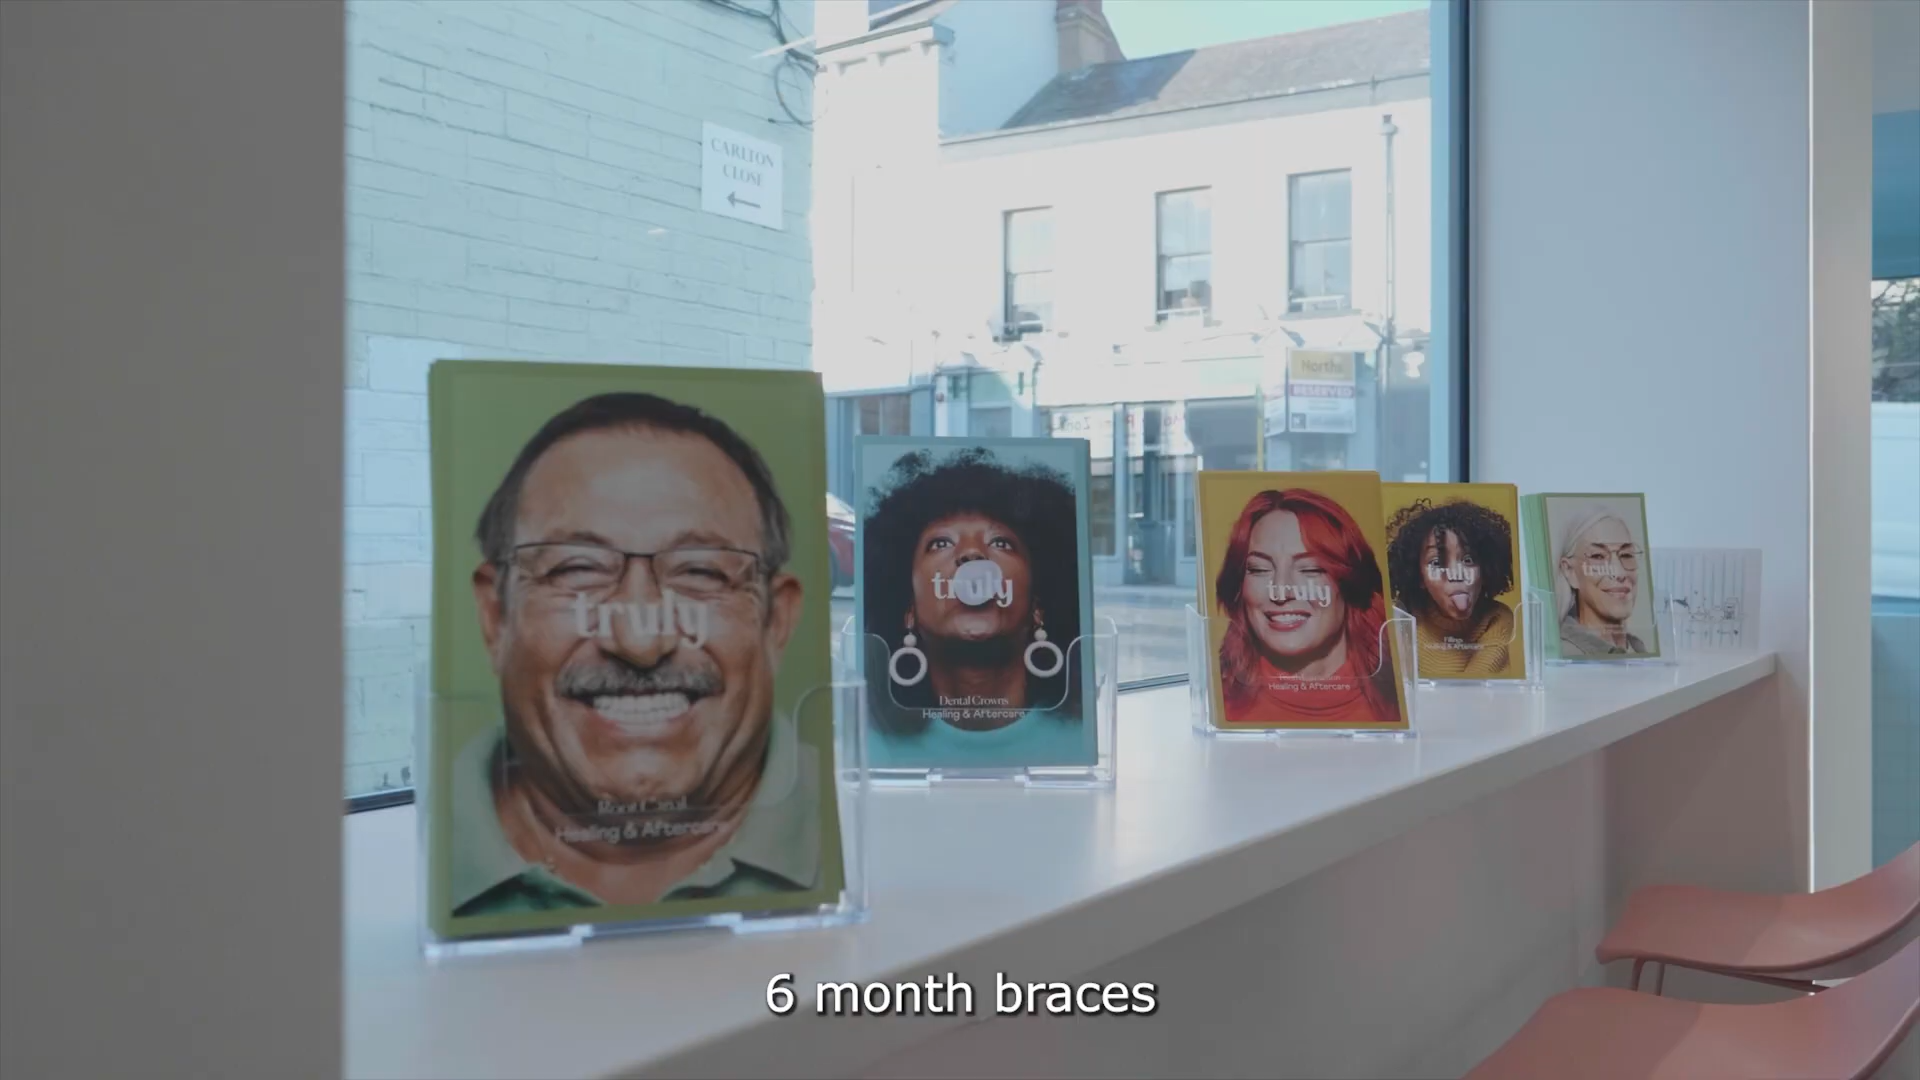 CARLTON
CLOSE
Norths
RESERVED
truly
Root Canal
Healing & Aftercare
truly
Dental Crowns
Healing & Aftercare
truly
Healing & Aftercare
truly
Fillings
Healing & Aftercare
truly
6 month braces